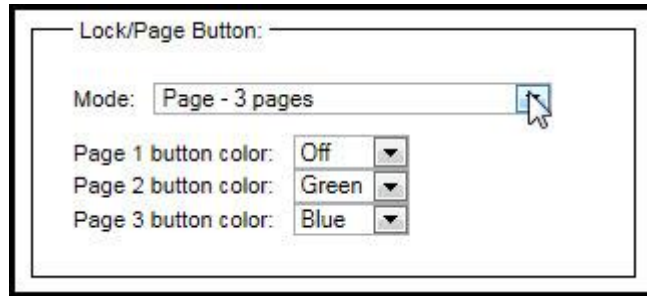 Lock/Page Button:
Mode: Page - 3 pages
Page 1 button color: Off
Page 2 button color: Green
Page 3 button color: Blue